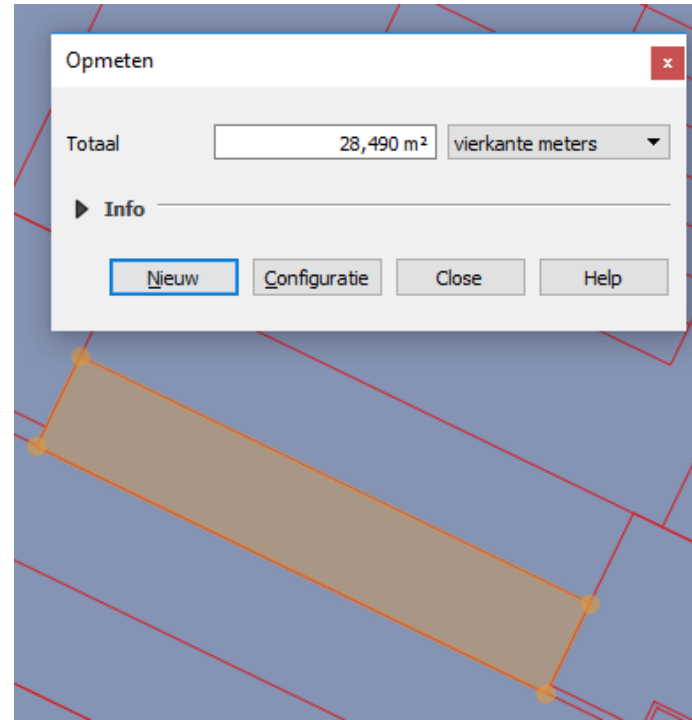 Opmeten
x
Totaal 28,490 m² vierkante meters
Info
Nieuw Configuratie Close Help